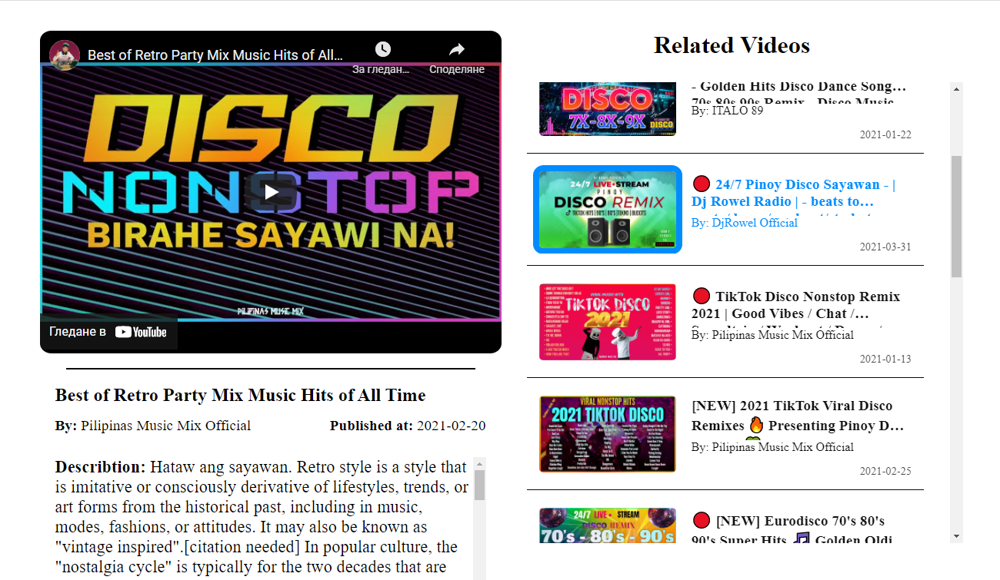 Best of Retro Party Mix Music Hits of All…
За гледан...
Споделяне
DISCO
NONSTOP
BIRAHE SAYAWI NA!
PILIPINAS MUSIC MIX
Гледане в YouTube
Best of Retro Party Mix Music Hits of All Time
By: Pilipinas Music Mix Official
Published at: 2021-02-20
Describtion: Hataw ang sayawan. Retro style is a style that
is imitative or consciously derivative of lifestyles, trends, or
art forms from the historical past, including in music,
modes, fashions, or attitudes. It may also be known as
"vintage inspired".[citation needed] In popular culture, the
"nostalgia cycle" is typically for the two decades that are
Related Videos
DISCO
7X-8X-9X
DISCO
- Golden Hits Disco Dance Song…
70s 80s 90s Remix - Disco Music
By: ITALO 89
2021-01-22
24/7 LIVE STREAM
PINOY
DISCO REMIX
TIKTOK HITS | 90'S | 80'S |TEKNO | BUDOTS
🔴 24/7 Pinoy Disco Sayawan - |
Dj Rowel Radio | - beats to…
By: DjRowel Official
2021-03-31
VIRAL MUSIC HITS
TIKTOK DISCO
2021
🔴 TikTok Disco Nonstop Remix
2021 | Good Vibes / Chat /…
By: Pilipinas Music Mix Official
2021-01-13
VIRAL NONSTOP HITS
2021 TIKTOK DISCO
[NEW] 2021 TikTok Viral Disco
Remixes 🔥 Presenting Pinoy D…
By: Pilipinas Music Mix Official
2021-02-25
24/7 LIVE STREAM
DISCO REMIX
70's - 80's - 90's
🔴 [NEW] Eurodisco 70's 80's
90's Super Hits 🎵 Golden Oldi